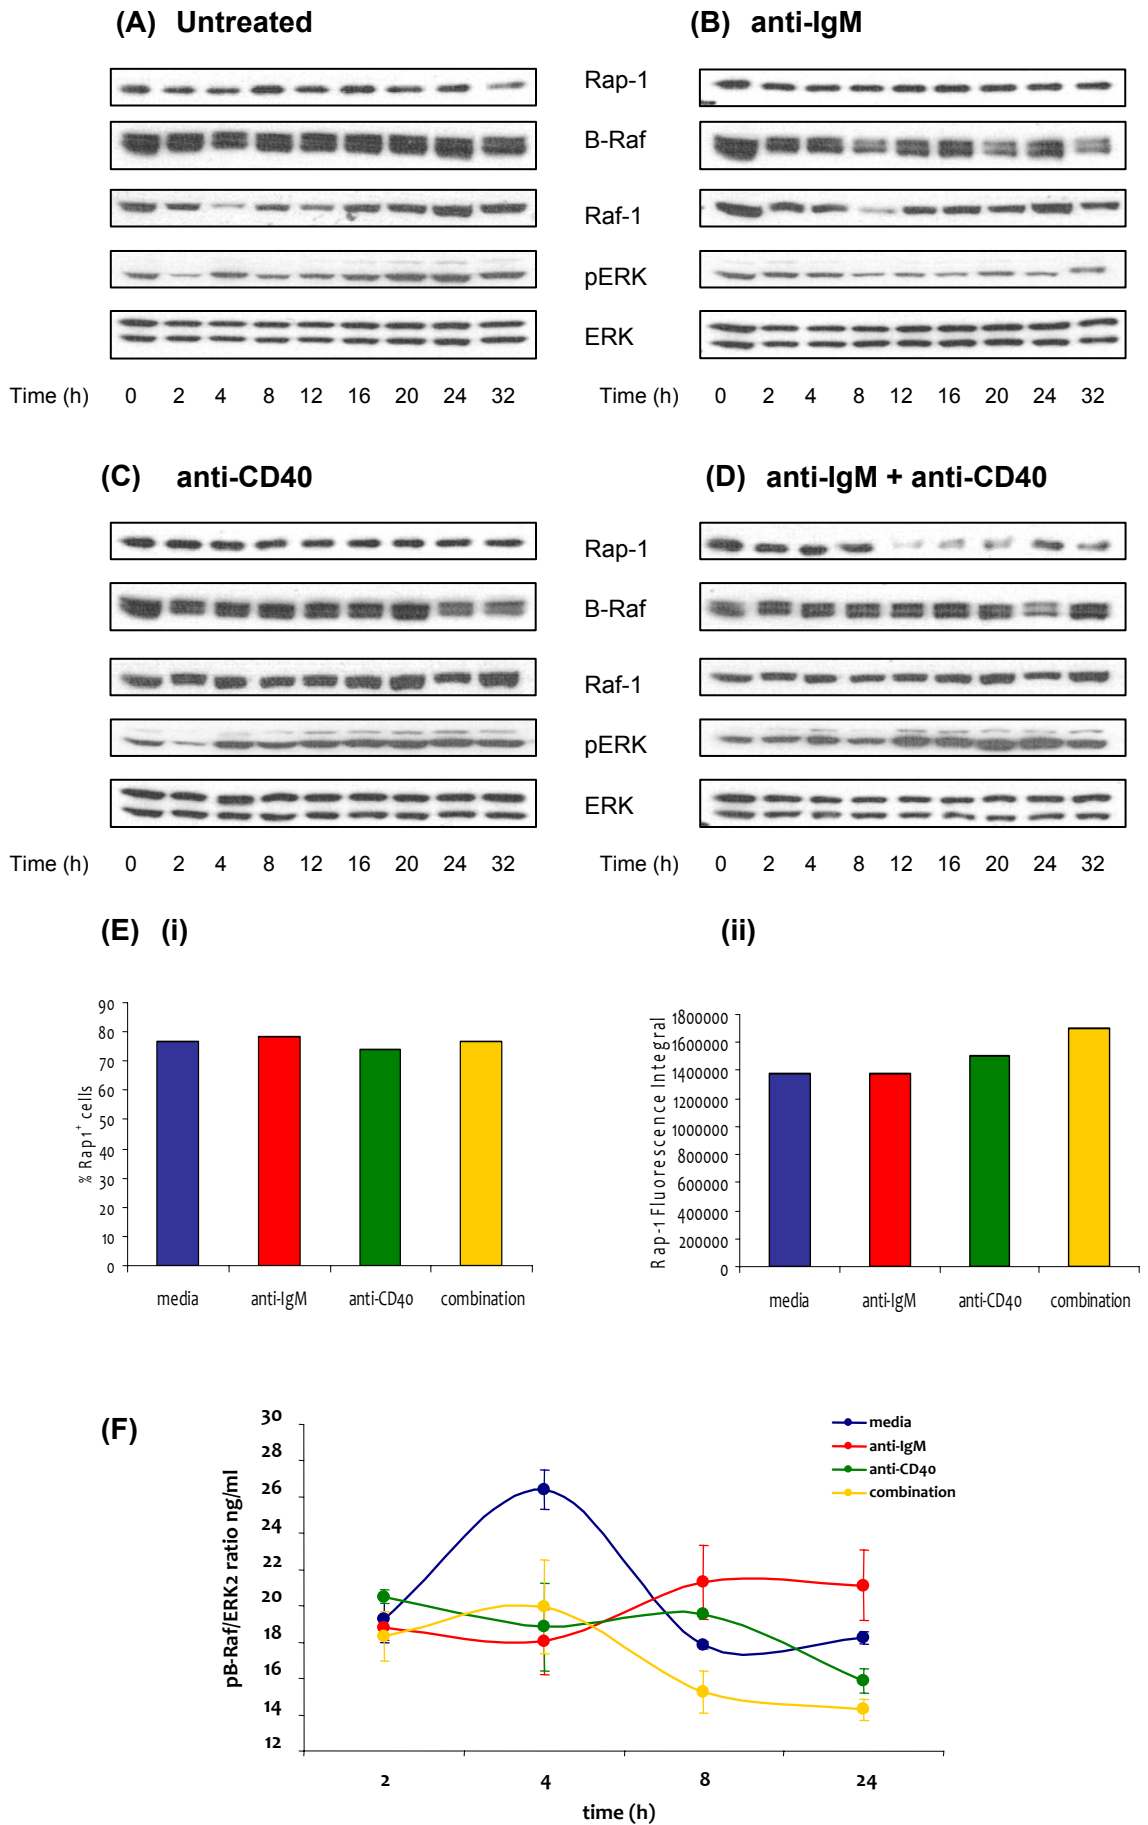 (A) Untreated
(B) anti-IgM
Rap-1
B-Raf
Raf-1
pERK
ERK
Time (h) 0 2 4 8 12 16 20 24 32
Time (h) 0 2 4 8 12 16 20 24 32
(C) anti-CD40
(D) anti-IgM + anti-CD40
Rap-1
B-Raf
Raf-1
pERK
ERK
Time (h) 0 2 4 8 12 16 20 24 32
Time (h) 0 2 4 8 12 16 20 24 32
(E) (i)
(ii)
% Rap1+ cells
90
80
70
60
50
40
30
20
10
0
media anti-IgM anti-CD40 combination
Rap-1 Fluorescence Integral
1800000
1600000
1400000
1200000
1000000
800000
600000
400000
200000
0
media anti-IgM anti-CD40 combination
(F)
pB-Raf/ERK2 ratio ng/ml
30
28
26
24
22
20
18
16
14
12
media
anti-IgM
anti-CD40
combination
2 4 8 24
time (h)